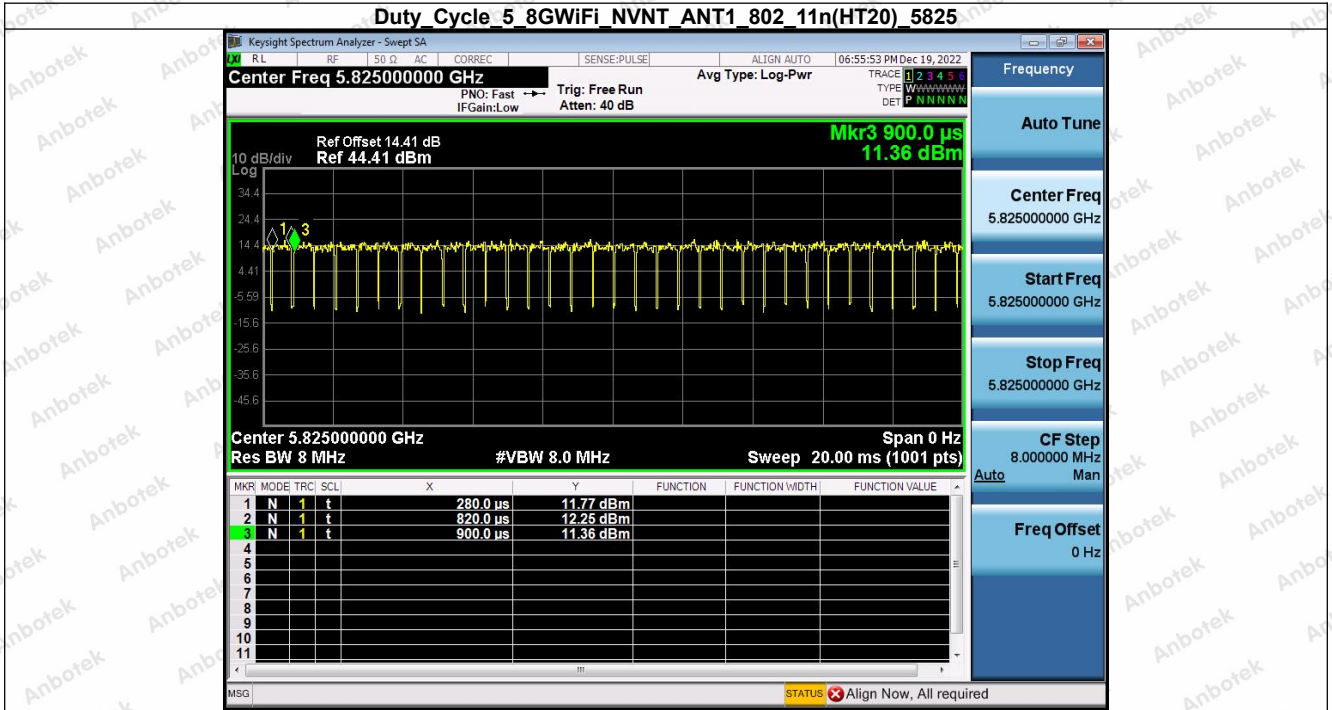 Duty_Cycle_5_8GWiFi_NVNT_ANT1_802_11n(HT20)_5825
Keysight Spectrum Analyzer - Swept SA
LXI RL RF 50 Ω AC CORREC SENSE:PULSE ALIGN AUTO 06:55:53 PM Dec 19, 2022
Center Freq 5.825000000 GHz
PNO: Fast
IFGain:Low
Trig: Free Run
Atten: 40 dB
Avg Type: Log-Pwr
TRACE 1 2 3 4 5 6
TYPE WWWWWW
DET P N N N N N
Mkr3 900.0 µs
11.36 dBm
Ref Offset 14.41 dB
10 dB/div Ref 44.41 dBm
Log
34.4
24.4
14.4
4.41
-5.59
-15.6
-25.6
-35.6
-45.6
1 3
Center 5.825000000 GHz Span 0 Hz
Res BW 8 MHz #VBW 8.0 MHz Sweep 20.00 ms (1001 pts)
MKR MODE TRC SCL X Y FUNCTION FUNCTION WIDTH FUNCTION VALUE
1 N 1 t 280.0 µs 11.77 dBm
2 N 1 t 820.0 µs 12.25 dBm
3 N 1 t 900.0 µs 11.36 dBm
4
5
6
7
8
9
10
11
MSG STATUS Align Now, All required
Frequency
Auto Tune
Center Freq
5.825000000 GHz
Start Freq
5.825000000 GHz
Stop Freq
5.825000000 GHz
CF Step
8.000000 MHz
Auto Man
Freq Offset
0 Hz
Anbotek